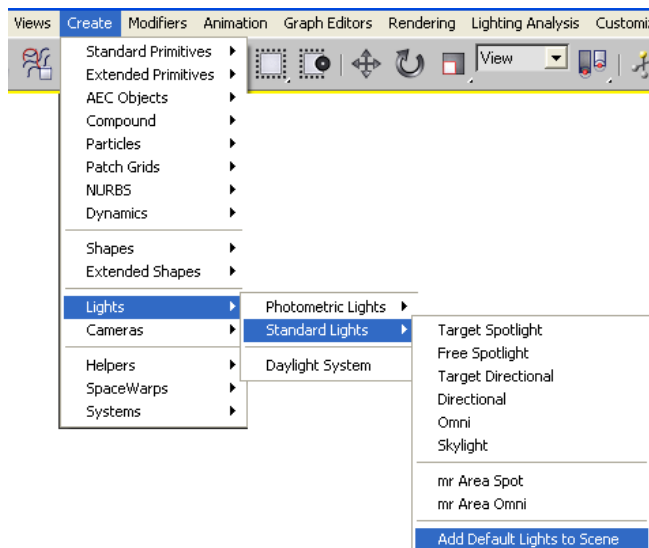 Views Create Modifiers Animation Graph Editors Rendering Lighting Analysis
View
Standard Primitives
Extended Primitives
AEC Objects
Compound
Particles
Patch Grids
NURBS
Dynamics
Shapes
Extended Shapes
Lights
Cameras
Helpers
SpaceWarps
Systems
Photometric Lights
Standard Lights
Daylight System
Target Spotlight
Free Spotlight
Target Directional
Directional
Omni
Skylight
mr Area Spot
mr Area Omni
Add Default Lights to Scene